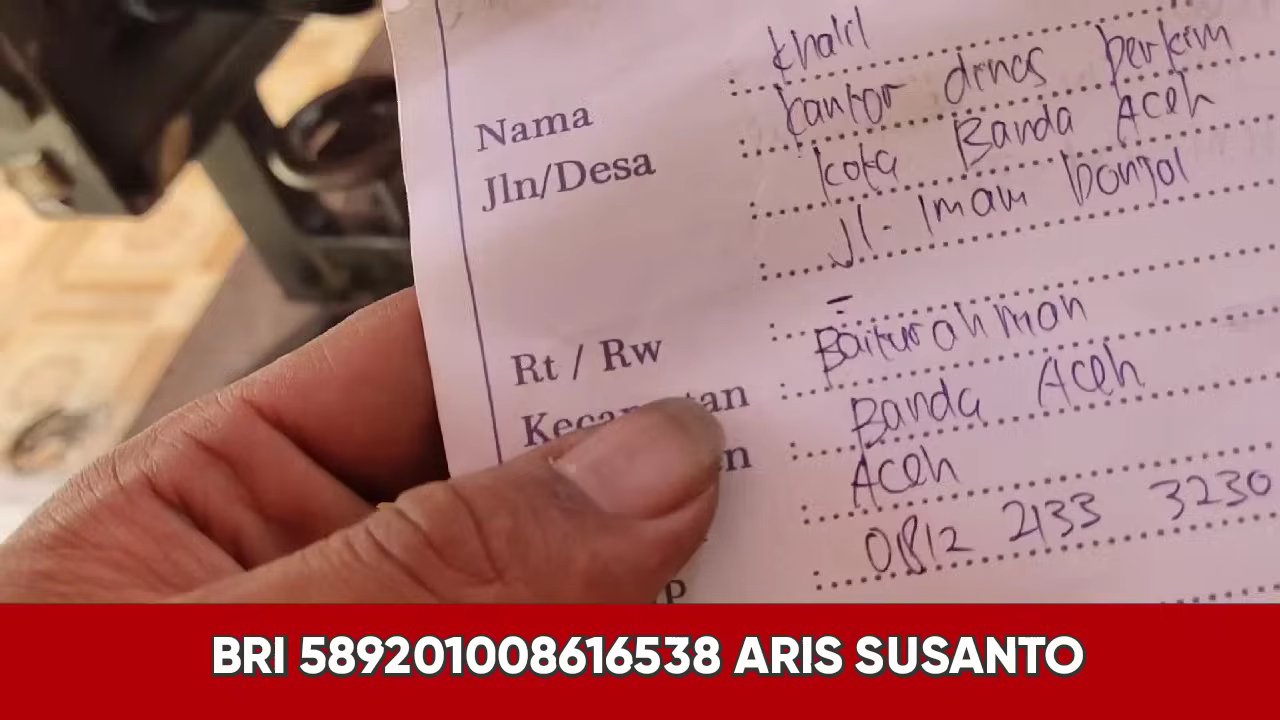 Nama : Khalil
Jln/Desa : Kantor dinas Perkim
: Kota Banda Aceh
: Jl. Imam Bonjol
Rt / Rw : -
: Baiturahman
: Banda Aceh
: Aceh
: 0812 2133 3230
BRI 589201008616538 ARIS SUSANTO